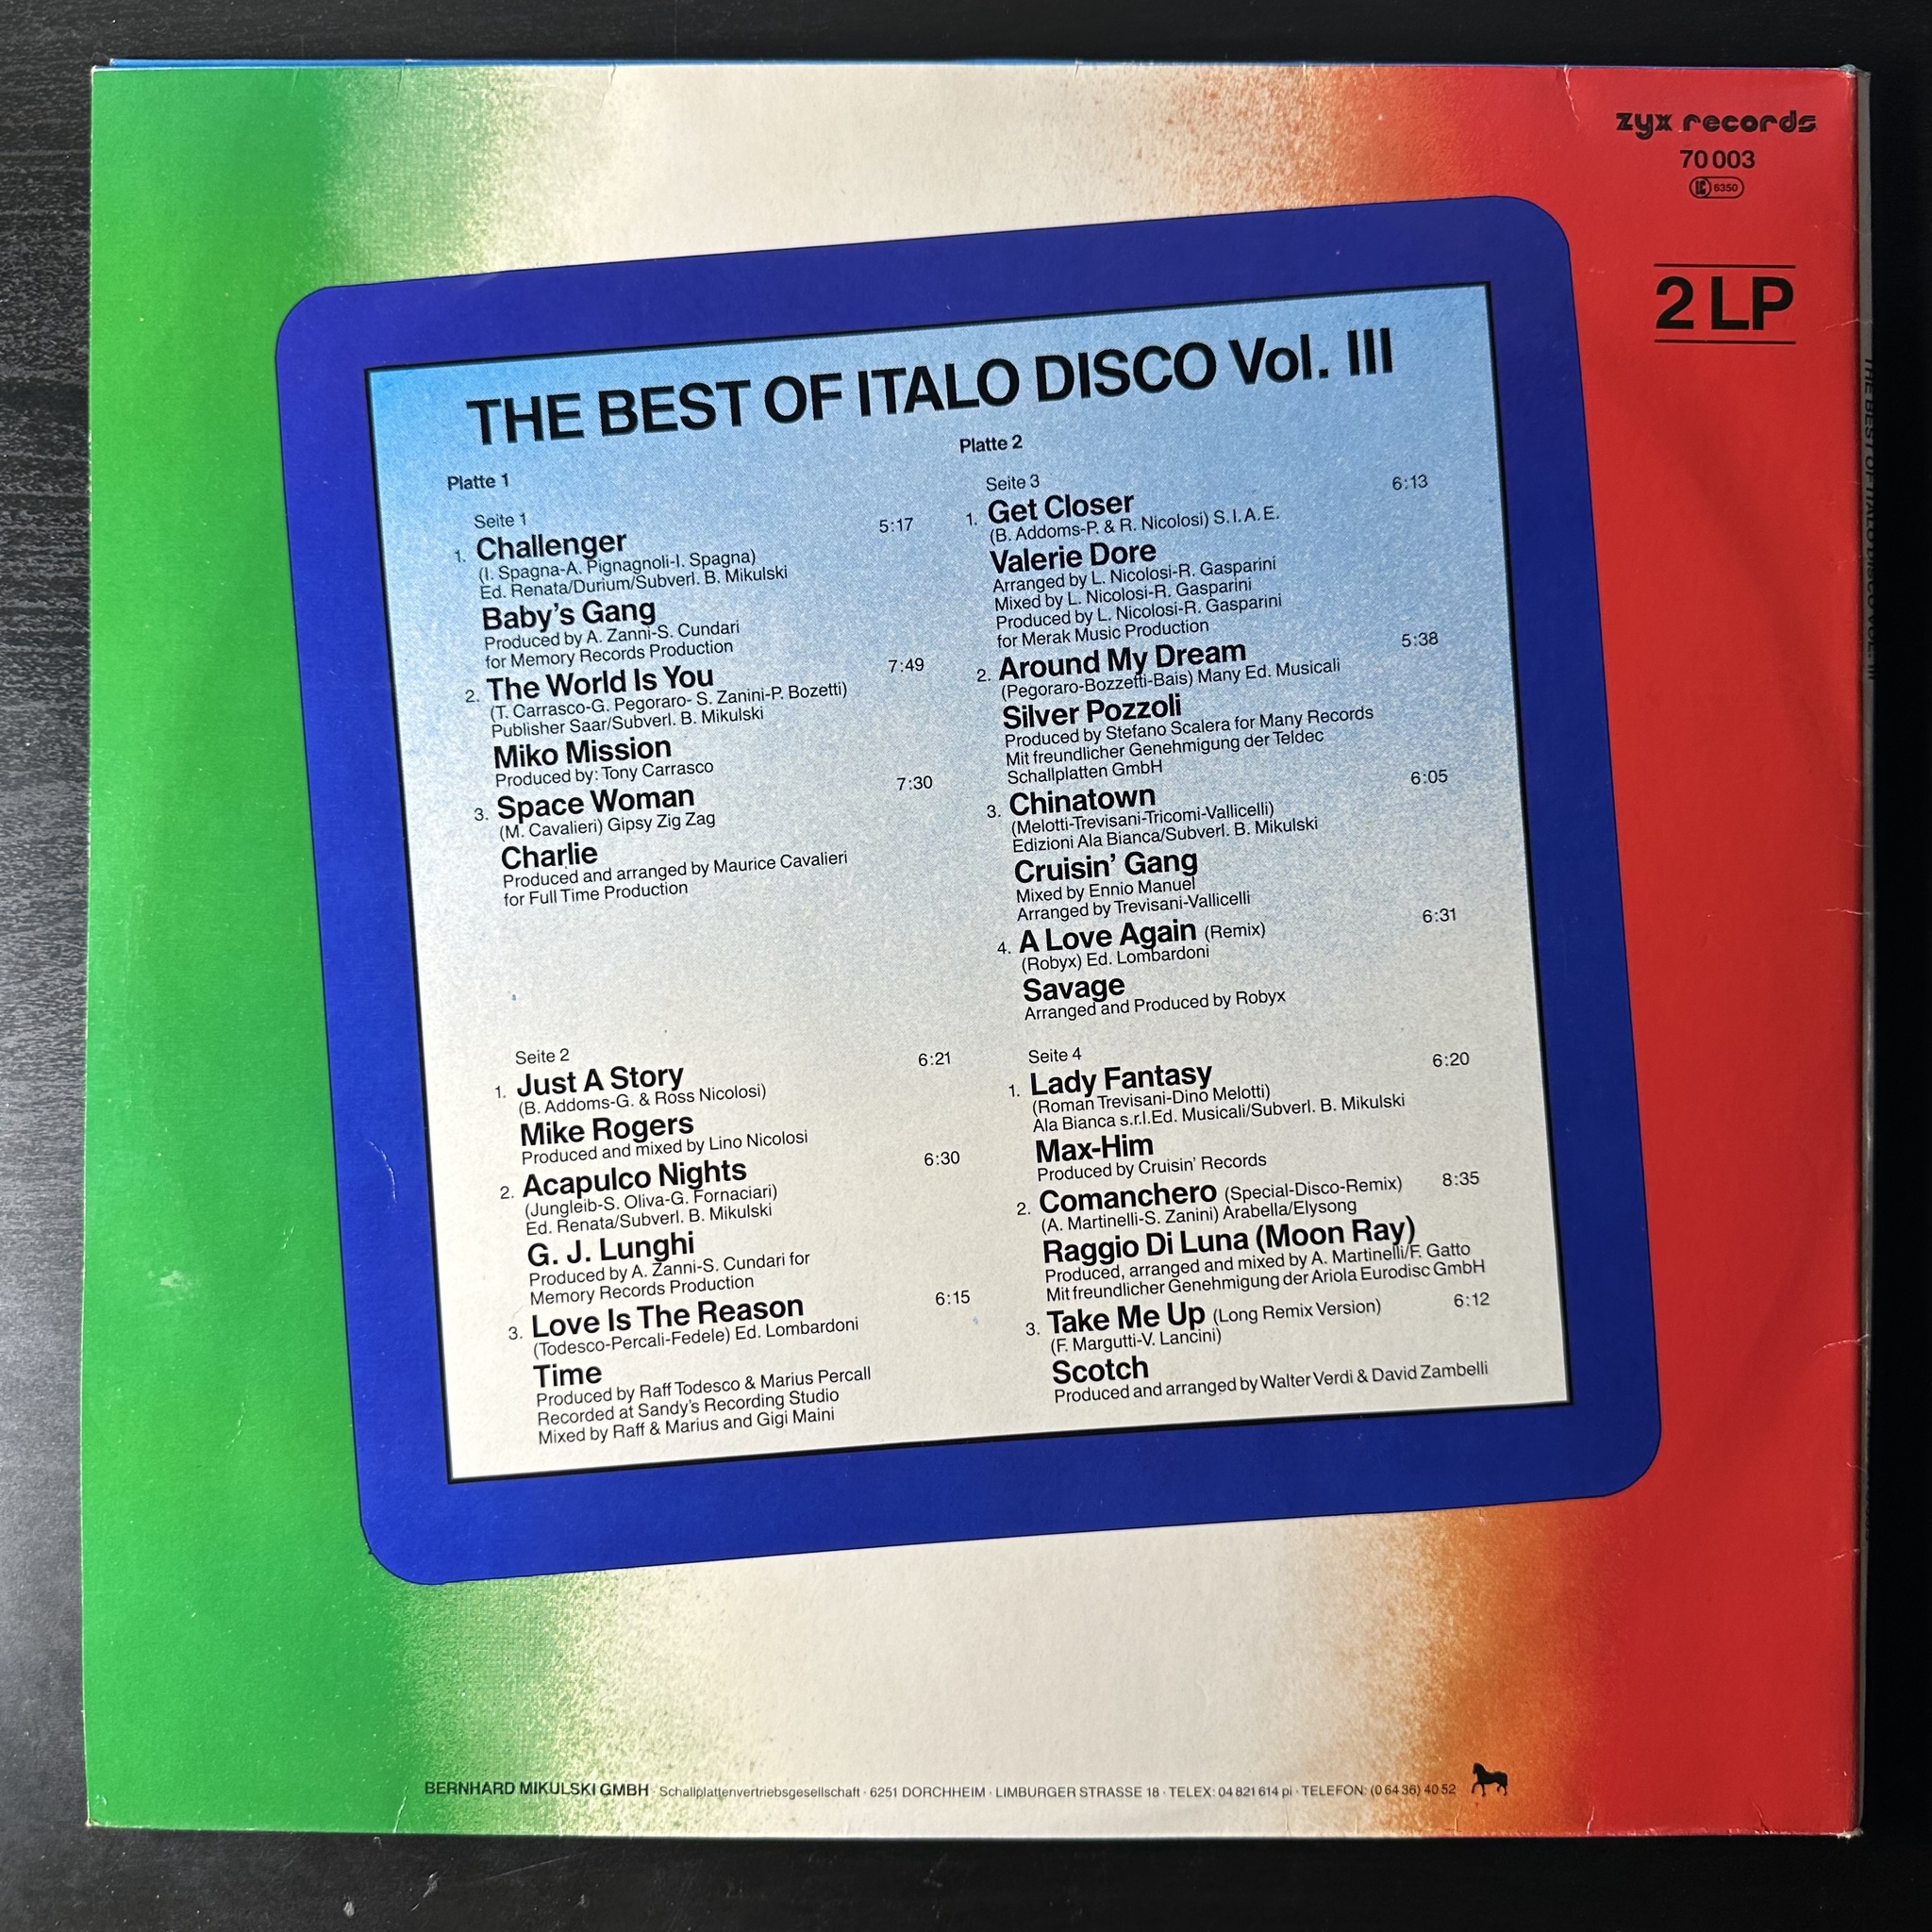 zyx records
70 003
LC 6350
2 LP
THE BEST OF ITALO DISCO Vol. III
Platte 1
Seite 1
1. Challenger 5:17
(I. Spagna-A. Pignagnoli-I. Spagna)
Ed. Renata/Durium/Subverl. B. Mikulski
Baby's Gang
Produced by A. Zanni-S. Cundari
for Memory Records Production
2. The World Is You 7:49
(T. Carrasco-G. Pegoraro- S. Zanini-P. Bozetti)
Publisher Saar/Subverl. B. Mikulski
Miko Mission
Produced by: Tony Carrasco
3. Space Woman 7:30
(M. Cavalieri) Gipsy Zig Zag
Charlie
Produced and arranged by Maurice Cavalieri
for Full Time Production
Seite 2
1. Just A Story 6:21
(B. Addoms-G. & Ross Nicolosi)
Mike Rogers
Produced and mixed by Lino Nicolosi
2. Acapulco Nights 6:30
(Jungleib-S. Oliva-G. Fornaciari)
Ed. Renata/Subverl. B. Mikulski
G. J. Lunghi
Produced by A. Zanni-S. Cundari for
Memory Records Production
3. Love Is The Reason 6:15
(Todesco-Percali-Fedele) Ed. Lombardoni
Time
Produced by Raff Todesco & Marius Percall
Recorded at Sandy's Recording Studio
Mixed by Raff & Marius and Gigi Maini
Platte 2
Seite 3
1. Get Closer 6:13
(B. Addoms-P. & R. Nicolosi) S.I.A.E.
Valerie Dore
Arranged by L. Nicolosi-R. Gasparini
Mixed by L. Nicolosi-R. Gasparini
Produced by L. Nicolosi-R. Gasparini
for Merak Music Production
2. Around My Dream 5:38
(Pegoraro-Bozzetti-Bais) Many Ed. Musicali
Silver Pozzoli
Produced by Stefano Scalera for Many Records
Mit freundlicher Genehmigung der Teldec
Schallplatten GmbH
3. Chinatown 6:05
(Melotti-Trevisani-Tricomi-Vallicelli)
Edizioni Ala Bianca/Subverl. B. Mikulski
Cruisin' Gang
Mixed by Ennio Manuel
Arranged by Trevisani-Vallicelli
4. A Love Again (Remix) 6:31
(Robyx) Ed. Lombardoni
Savage
Arranged and Produced by Robyx
Seite 4
1. Lady Fantasy 6:20
(Roman Trevisani-Dino Melotti)
Ala Bianca s.r.l.Ed. Musicali/Subverl. B. Mikulski
Max-Him
Produced by Cruisin' Records
2. Comanchero (Special-Disco-Remix) 8:35
(A. Martinelli-S. Zanini) Arabella/Elysong
Raggio Di Luna (Moon Ray)
Produced, arranged and mixed by A. Martinelli/F. Gatto
Mit freundlicher Genehmigung der Ariola Eurodisc GmbH
3. Take Me Up (Long Remix Version) 6:12
(F. Margutti-V. Lancini)
Scotch
Produced and arranged by Walter Verdi & David Zambelli
BERNHARD MIKULSKI GMBH · Schallplattenvertriebsgesellschaft · 6251 DORCHHEIM · LIMBURGER STRASSE 18 · TELEX: 04 821 614 pi · TELEFON: (0 64 36) 40 52
THE BEST OF ITALO DISCO VOL. III